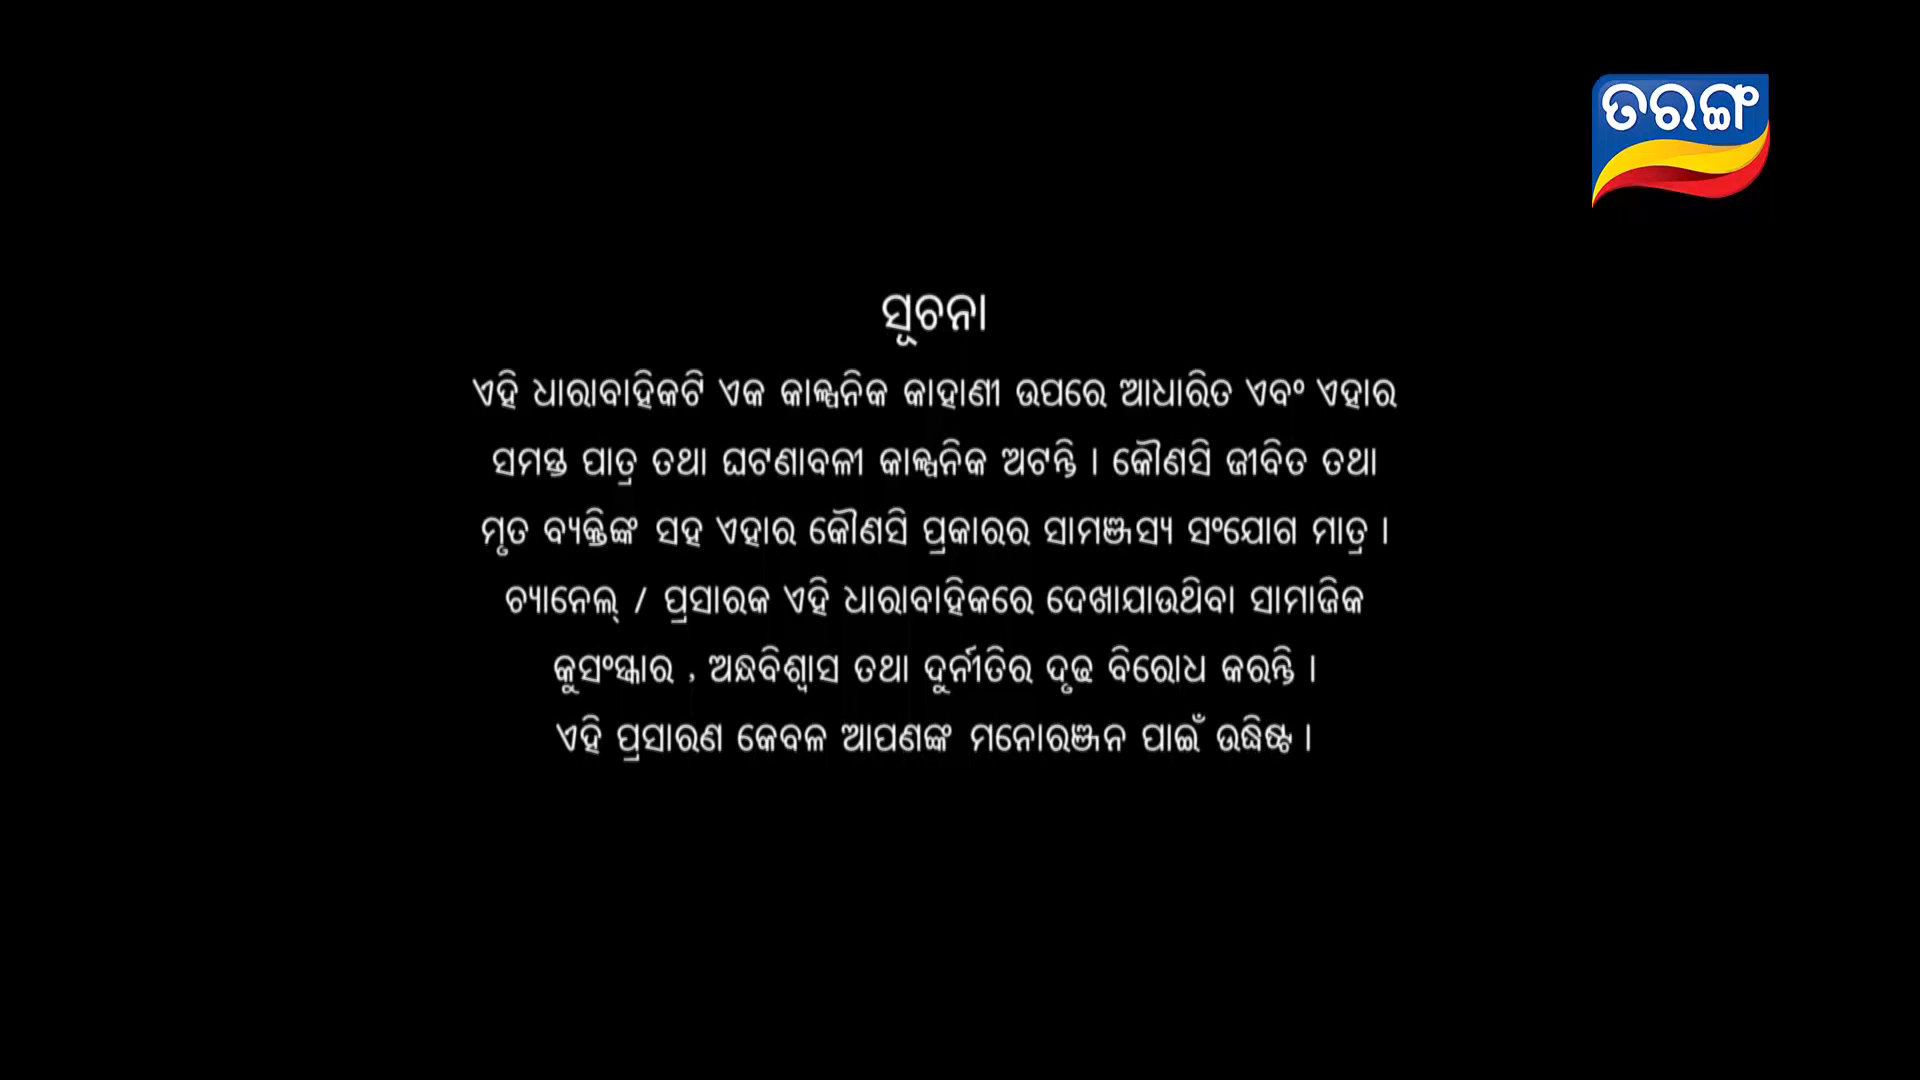 ତରଙ୍ଗ
ସୂଚନା
ଏହି ଧାରାବାହିକଟି ଏକ କାଳ୍ପନିକ କାହାଣୀ ଉପରେ ଆଧାରିତ ଏବଂ ଏହାର
ସମସ୍ତ ପାତ୍ର ତଥା ଘଟଣାବଳୀ କାଳ୍ପନିକ ଅଟନ୍ତି । କୌଣସି ଜୀବିତ ତଥା
ମୃତ ବ୍ୟକ୍ତିଙ୍କ ସହ ଏହାର କୌଣସି ପ୍ରକାରର ସାମଞ୍ଜସ୍ୟ ସଂଯୋଗ ମାତ୍ର ।
ଚ୍ୟାନେଲ୍ / ପ୍ରସାରକ ଏହି ଧାରାବାହିକରେ ଦେଖାଯାଉଥିବା ସାମାଜିକ
କୁସଂସ୍କାର , ଅନ୍ଧବିଶ୍ୱାସ ତଥା ଦୁର୍ନୀତିର ଦୃଢ ବିରୋଧ କରନ୍ତି ।
ଏହି ପ୍ରସାରଣ କେବଳ ଆପଣଙ୍କ ମନୋରଞ୍ଜନ ପାଇଁ ଉଦ୍ଧିଷ୍ଟ ।